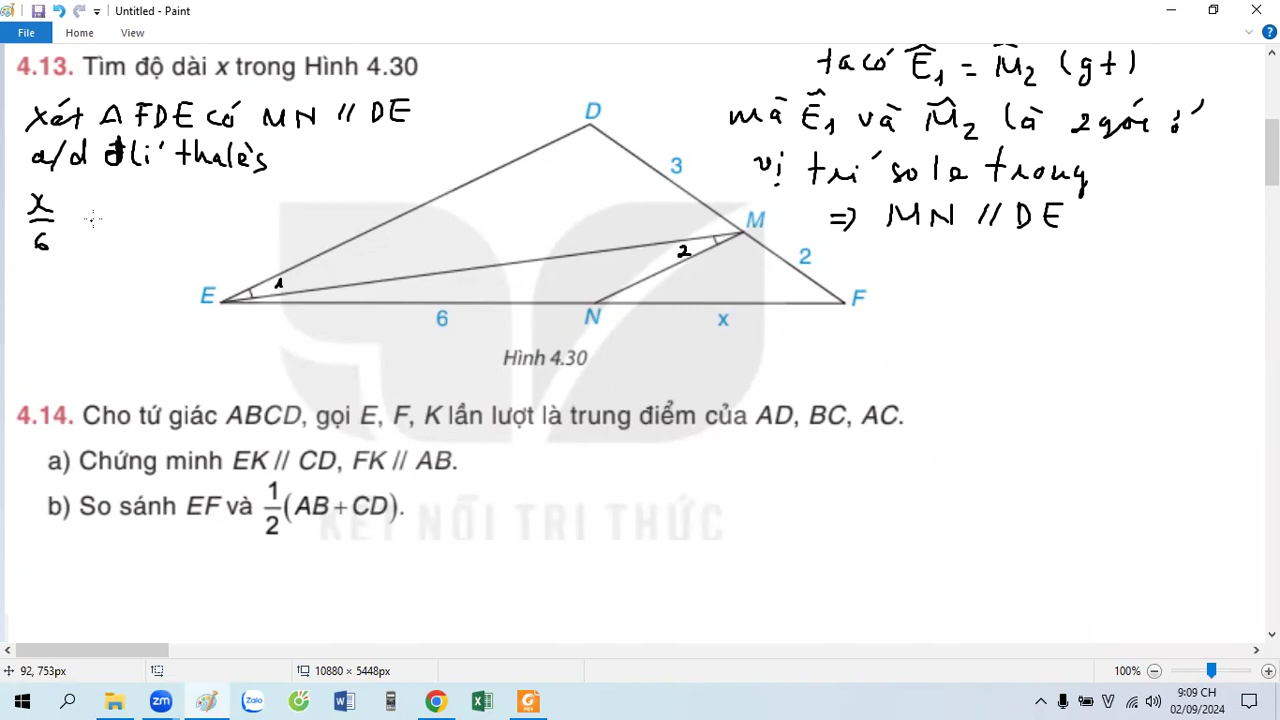 Untitled - Paint
File Home View
4.13. Tìm độ dài x trong Hình 4.30
xét Δ FDE có MN // DE
a/d đlí thalès
x
6
ta có Ê1 = M̂2 (gt)
mà Ê1 và M̂2 là 2 góc ở
vị trí so le trong
=> MN // DE
D
3
M
2
2
1
E
6
N
x
F
Hình 4.30
4.14. Cho tứ giác ABCD, gọi E, F, K lần lượt là trung điểm của AD, BC, AC.
a) Chứng minh EK // CD, FK // AB.
b) So sánh EF và 1/2(AB + CD).
KẾT NỐI TRI THỨC
92, 753px
10880 × 5448px
100%
zm
Zalo
9:09 CH
02/09/2024